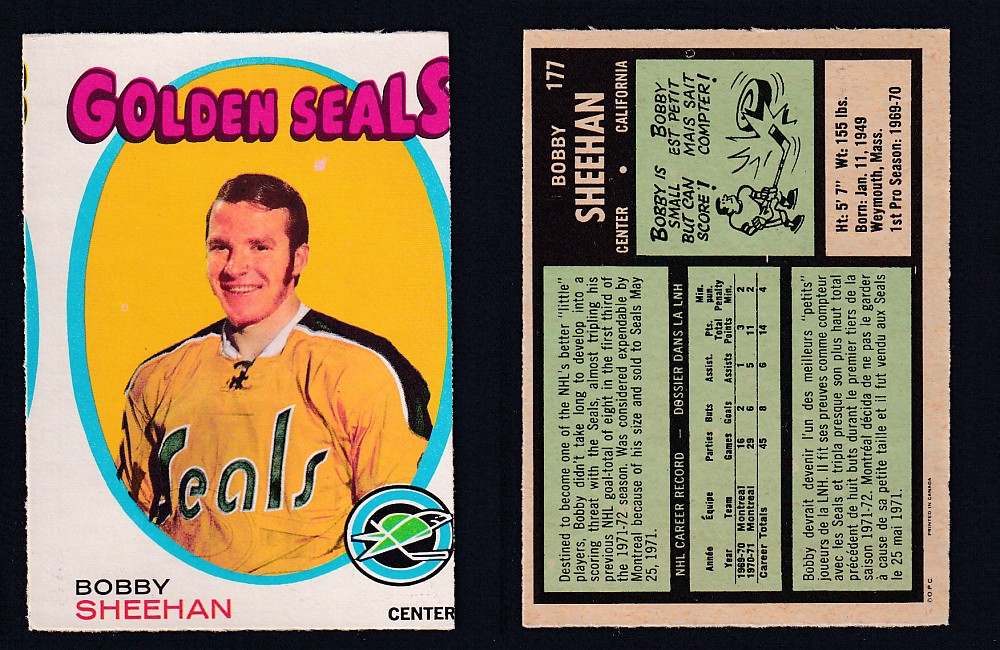 GOLDEN SEALS
Seals
BOBBY
SHEEHAN
CENTER
177
BOBBY
SHEEHAN
CENTER • CALIFORNIA
BOBBY IS
SMALL
BUT CAN
SCORE!
BOBBY
EST PETIT
MAIS SAIT
COMPTER!
Ht: 5' 7" Wt: 155 lbs.
Born: Jan. 11, 1949
Weymouth, Mass.
1st Pro Season: 1969-70
Destined to become one of the NHL's better "little"
players, Bobby didn't take long to develop into a
scoring threat with the Seals, almost tripling his
previous NHL goal-total of eight in the first third of
the 1971-72 season. Was considered expendable by
Montreal because of his size and sold to Seals May
25, 1971.
NHL CAREER RECORD — DOSSIER DANS LA LNH
Année Équipe Parties Buts Assist. Pts. Min. pun.
Year Team Games Goals Assists Total Points Penalty Min.
1969-70 Montreal 16 2 1 3 2
1970-71 Montreal 29 6 5 11 2
Career Totals 45 8 6 14 4
Bobby devrait devenir l'un des meilleurs "petits"
joueurs de la LNH. Il fit ses preuves comme compteur
avec les Seals et tripla presque son plus haut total
précédent de huit buts durant le premier tiers de la
saison 1971-72. Montréal décida de ne pas le garder
à cause de sa petite taille et il fut vendu aux Seals
le 25 mai 1971.
©O.P.C. PRINTED IN CANADA